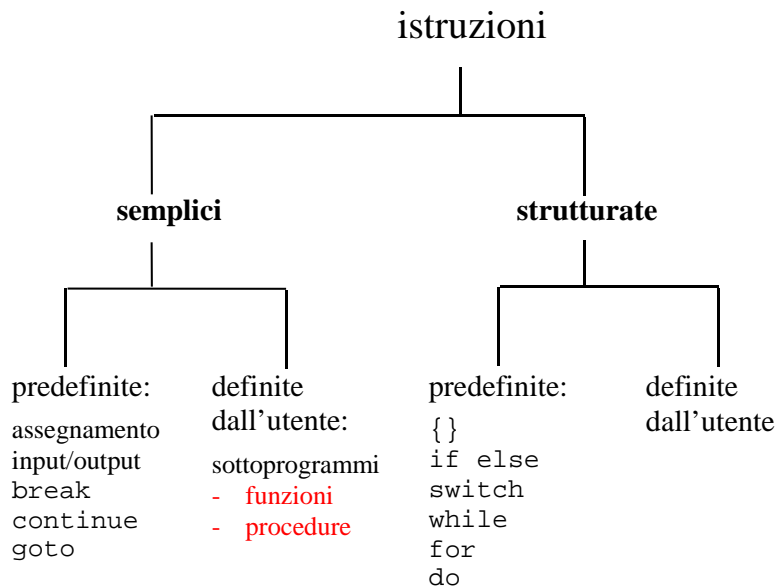 istruzioni
semplici
strutturate
predefinite:
assegnamento
input/output
break
continue
goto
definite
dall'utente:
sottoprogrammi
- funzioni
- procedure
predefinite:
{}
if else
switch
while
for
do
definite
dall'utente